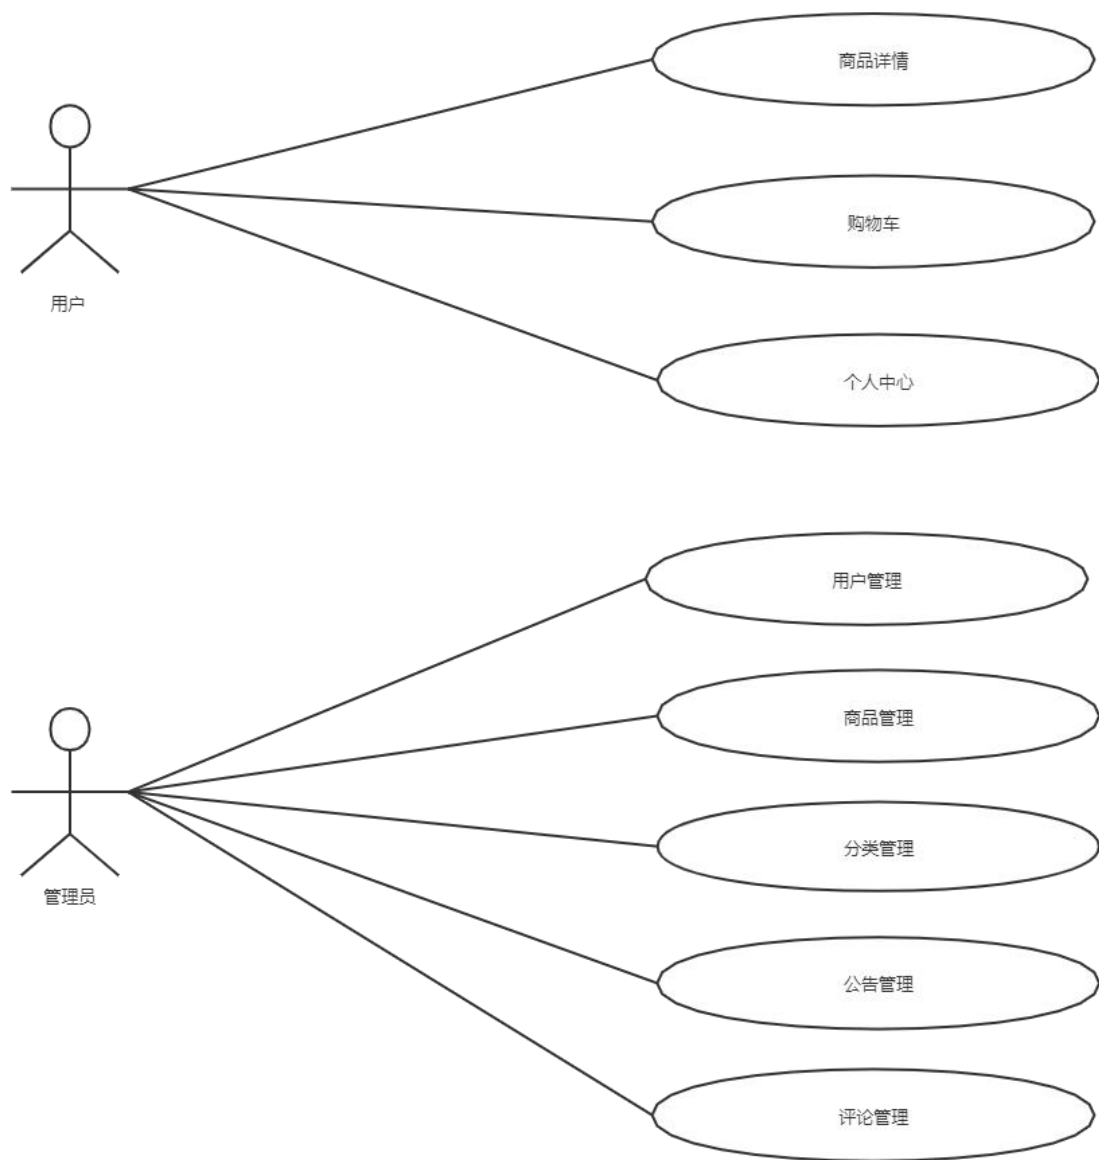 商品详情
购物车
用户
个人中心
用户管理
商品管理
分类管理
管理员
公告管理
评论管理